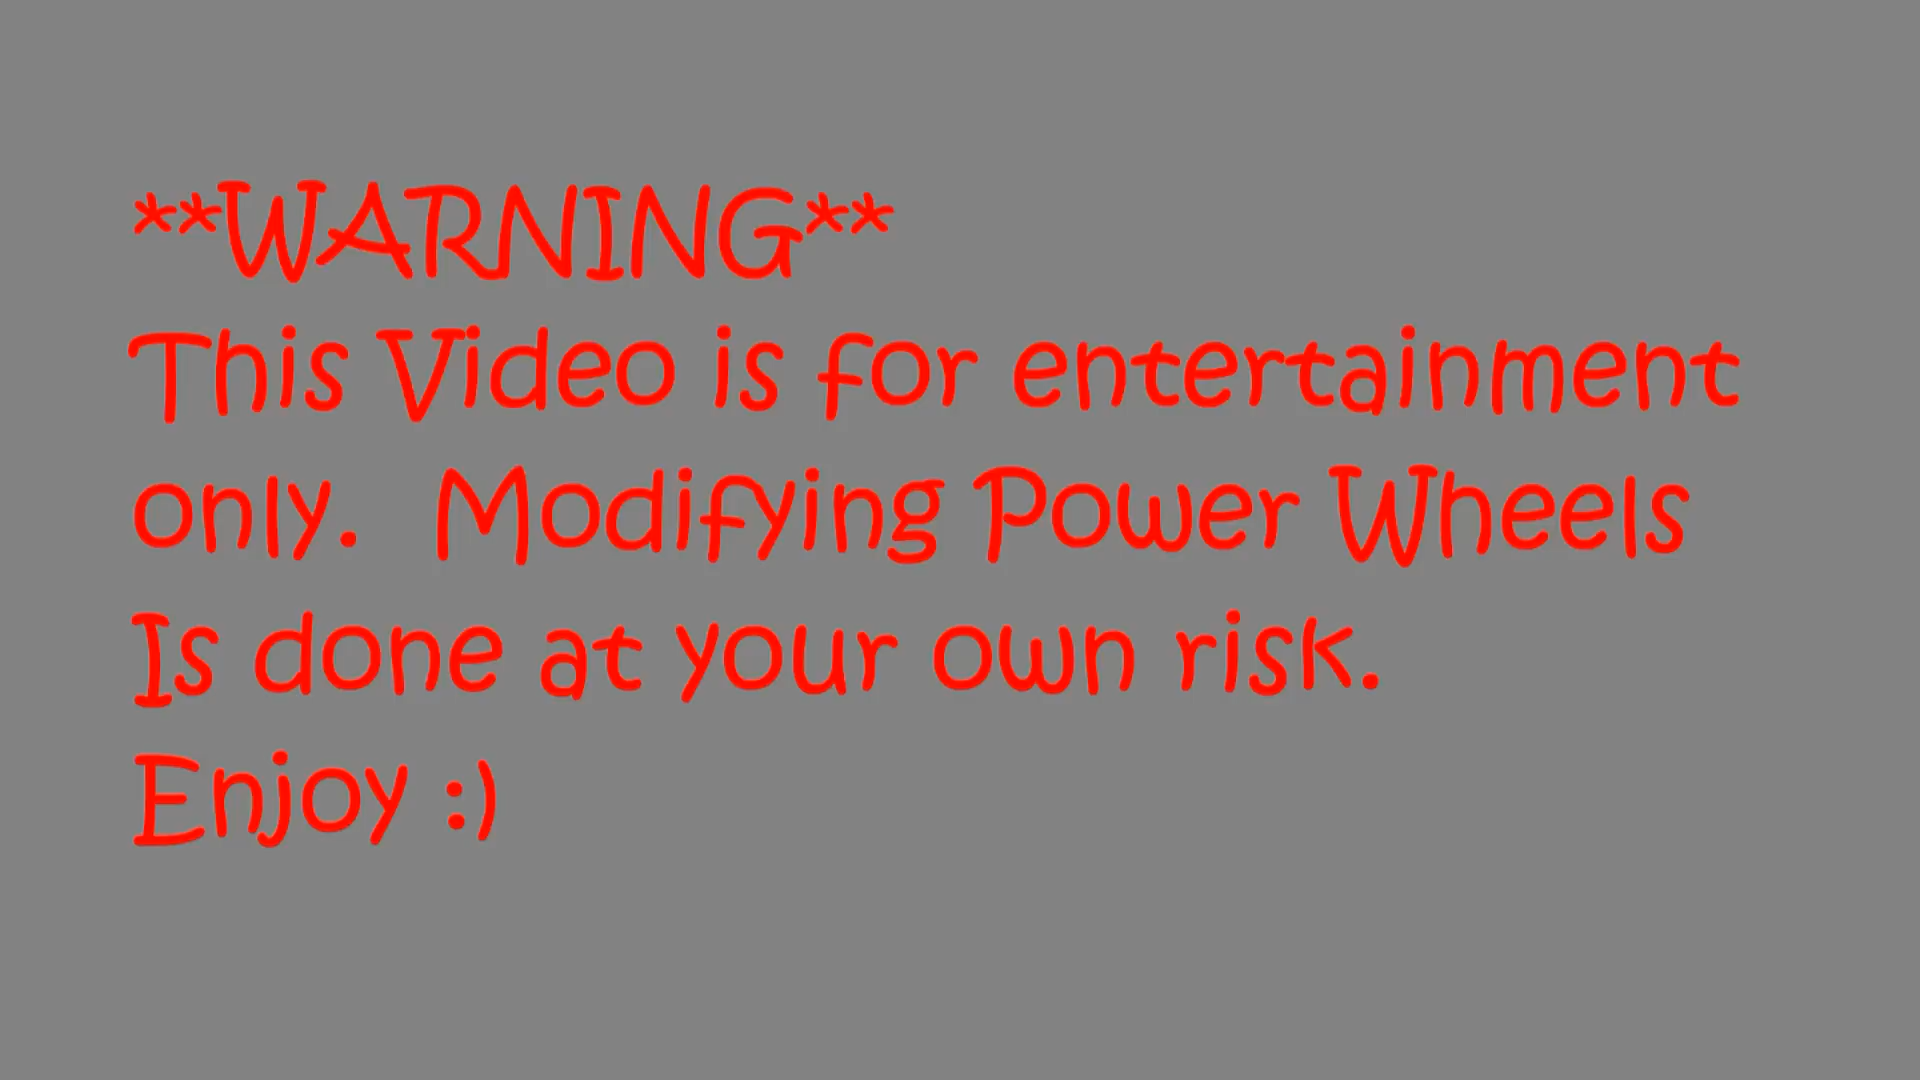 **WARNING**
This Video is for entertainment
only.  Modifying Power Wheels
Is done at your own risk.
Enjoy :)